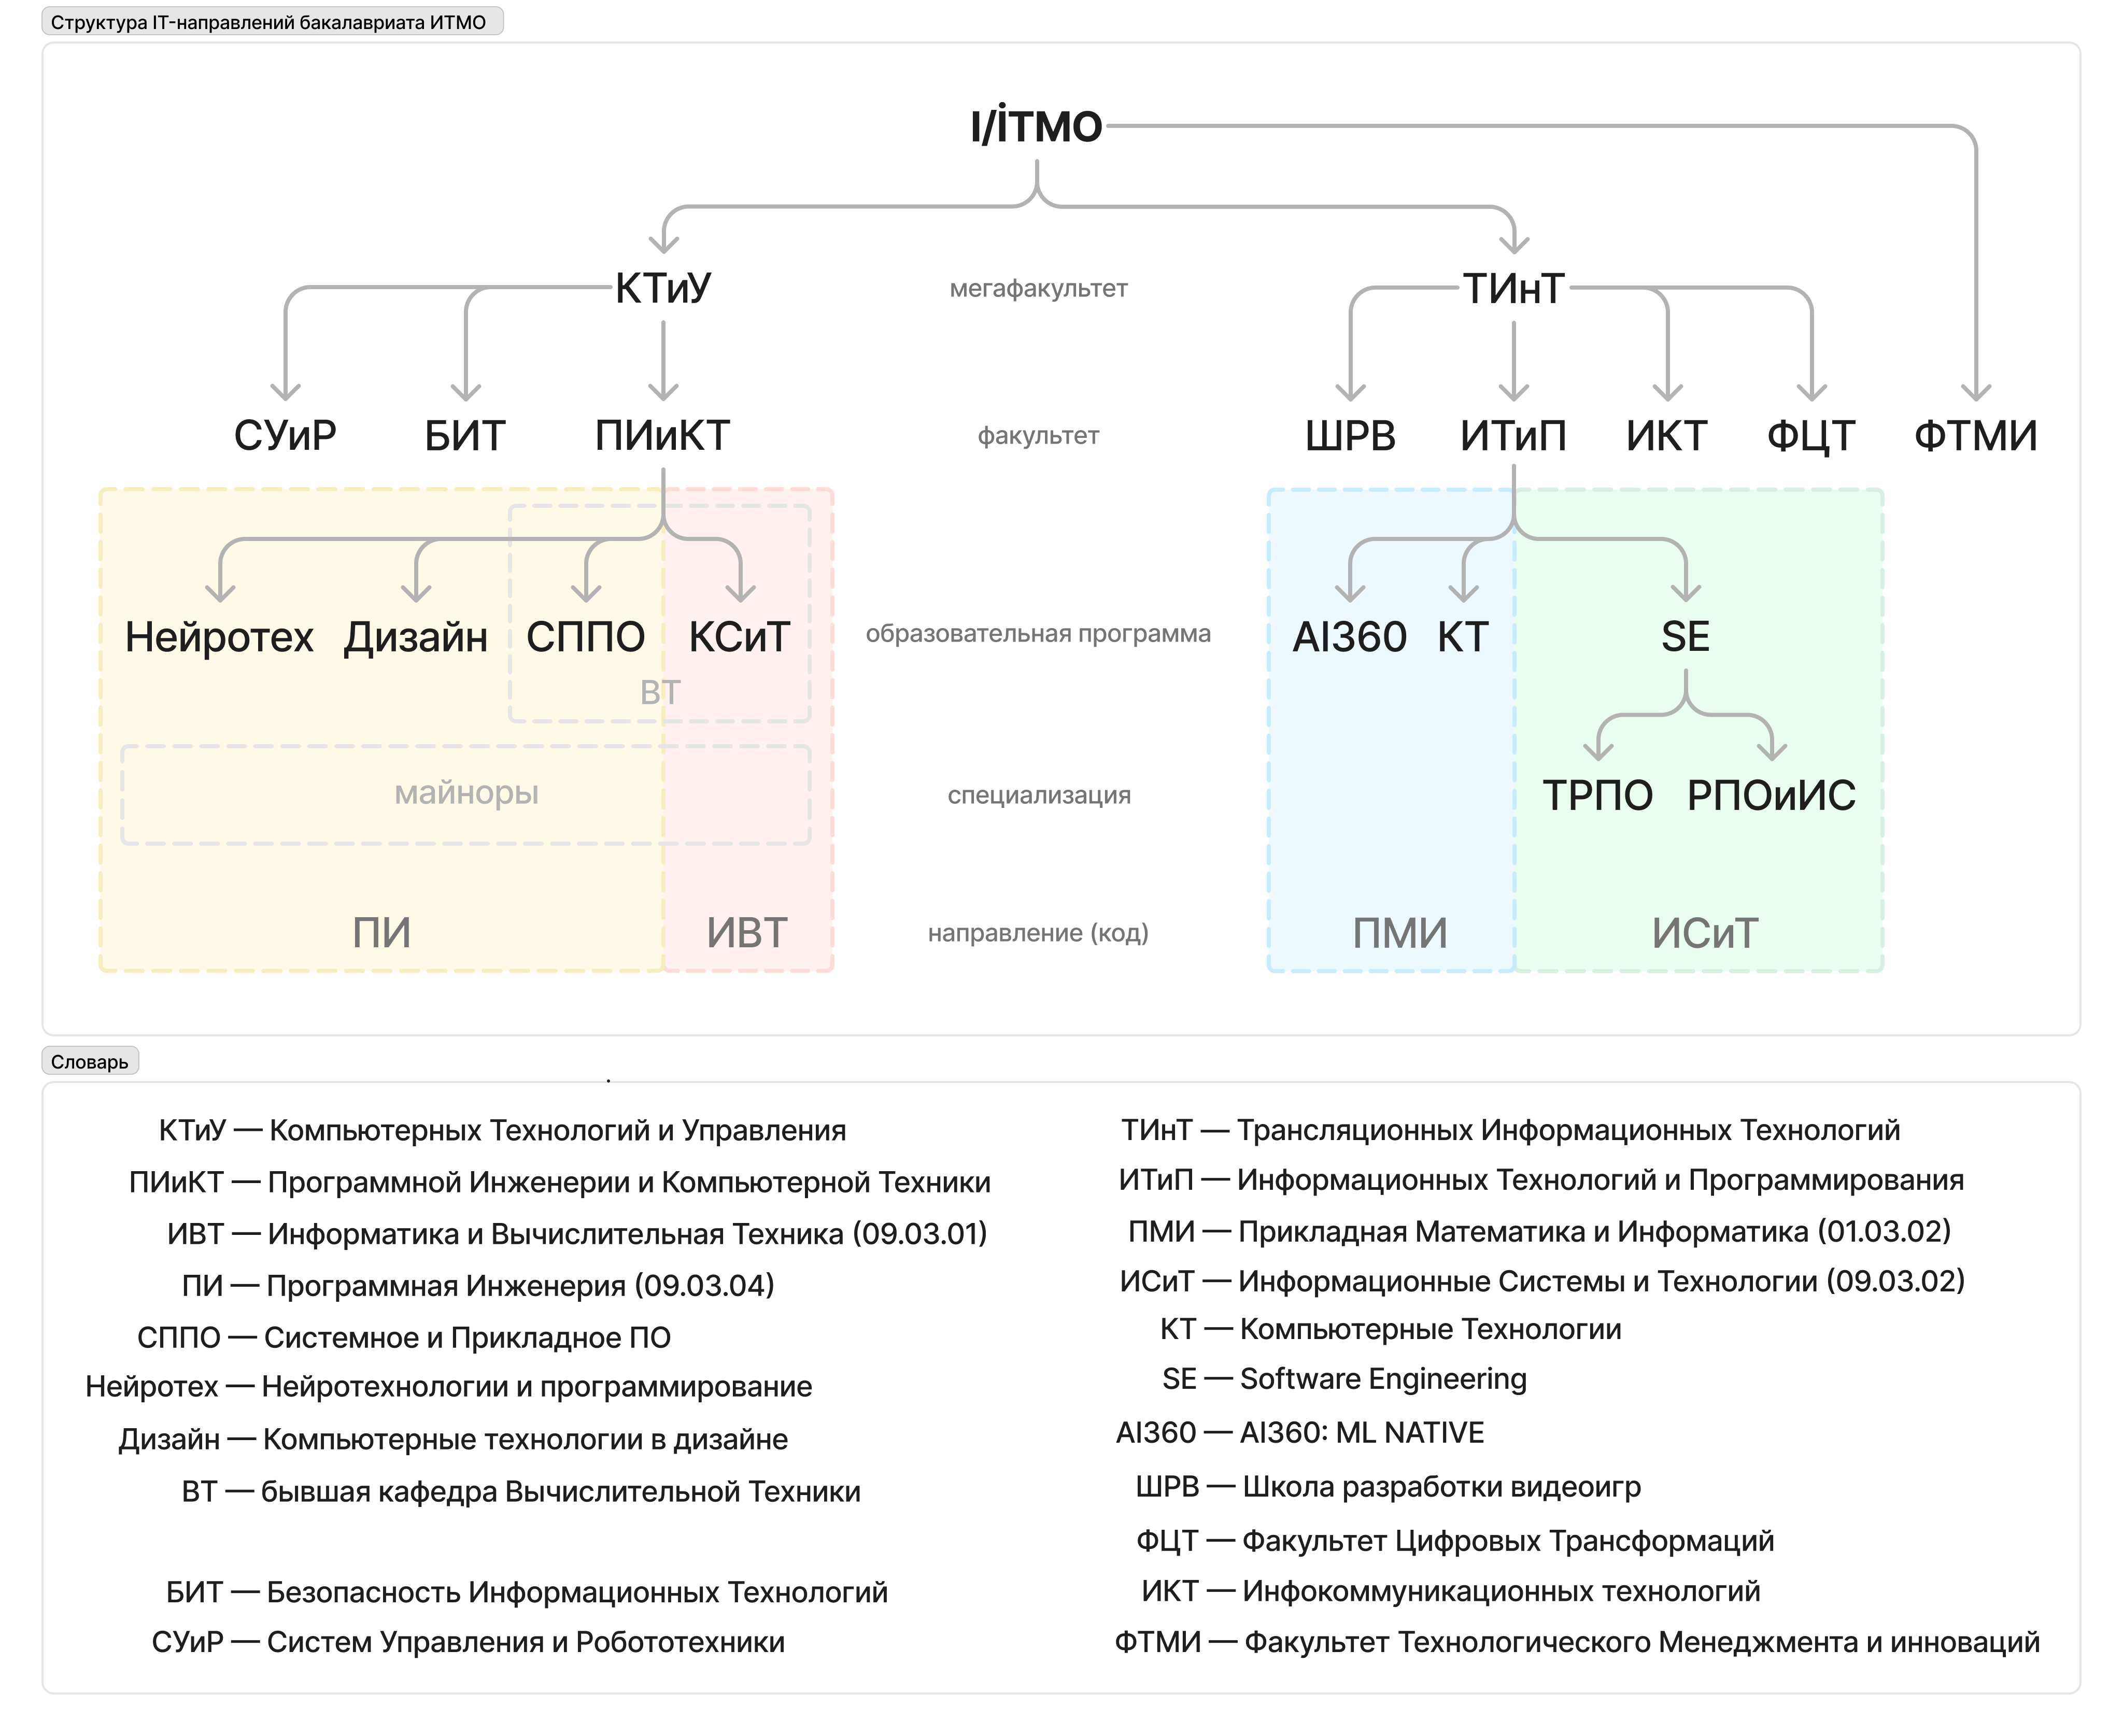 Структура IT-направлений бакалавриата ИТМО
I/iТМО
КТиУ
мегафакультет
ТИнТ
СУиР
БИТ
ПИиКТ
факультет
ШРВ
ИТиП
ИКТ
ФЦТ
ФТМИ
Нейротех
Дизайн
СППО
КСиТ
образовательная программа
AI360
КТ
SE
ВТ
майноры
специализация
ТРПО
РПОиИС
ПИ
ИВТ
направление (код)
ПМИ
ИСиТ
Словарь
КТиУ — Компьютерных Технологий и Управления
ПИиКТ — Программной Инженерии и Компьютерной Техники
ИВТ — Информатика и Вычислительная Техника (09.03.01)
ПИ — Программная Инженерия (09.03.04)
СППО — Системное и Прикладное ПО
Нейротех — Нейротехнологии и программирование
Дизайн — Компьютерные технологии в дизайне
ВТ — бывшая кафедра Вычислительной Техники
БИТ — Безопасность Информационных Технологий
СУиР — Систем Управления и Робототехники
ТИнТ — Трансляционных Информационных Технологий
ИТиП — Информационных Технологий и Программирования
ПМИ — Прикладная Математика и Информатика (01.03.02)
ИСиТ — Информационные Системы и Технологии (09.03.02)
КТ — Компьютерные Технологии
SE — Software Engineering
AI360 — AI360: ML NATIVE
ШРВ — Школа разработки видеоигр
ФЦТ — Факультет Цифровых Трансформаций
ИКТ — Инфокоммуникационных технологий
ФТМИ — Факультет Технологического Менеджмента и инноваций